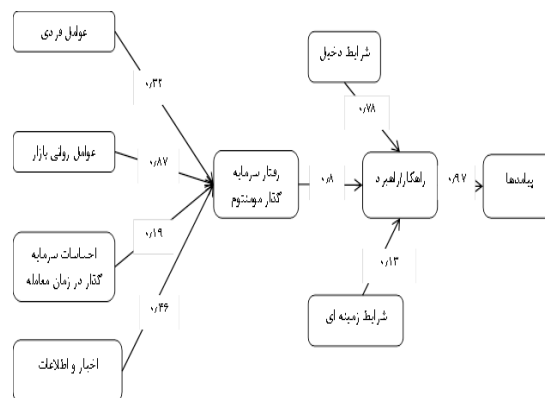 عوامل فردی
شرایط دخیل
۰٫۳۲
۰٫۷۸
عوامل روانی بازار
۰٫۸۷
رفتار سرمایه
گذار مومنتوم
۰٫۸
راهکار/راهبرد
۰٫۹۷
پیامدها
۰٫۱۹
احساسات سرمایه
گذار در زمان معامله
۰٫۱۳
۰٫۴۶
شرایط زمینه ای
اخبار و اطلاعات